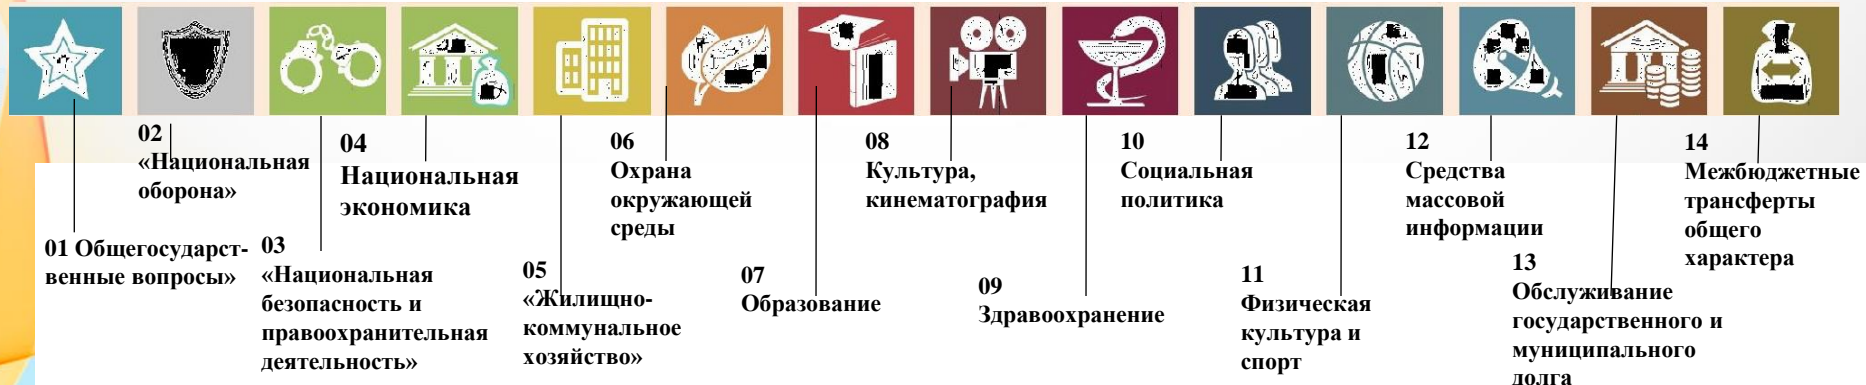 01 Общегосударст-
венные вопросы»
02
«Национальная
оборона»
03
«Национальная
безопасность и
правоохранительная
деятельность»
04
Национальная
экономика
05
«Жилищно-
коммунальное
хозяйство»
06
Охрана
окружающей
среды
07
Образование
08
Культура,
кинематография
09
Здравоохранение
10
Социальная
политика
11
Физическая
культура и
спорт
12
Средства
массовой
информации
13
Обслуживание
государственного и
муниципального
долга
14
Межбюджетные
трансферты
общего
характера